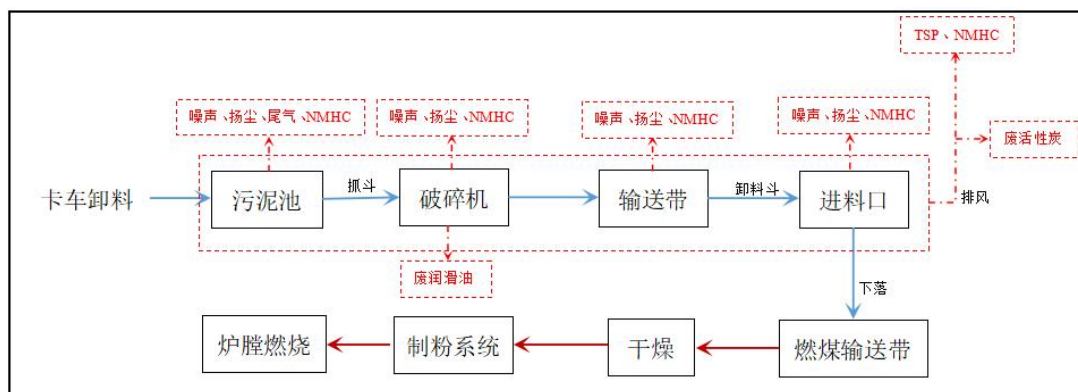 TSP、NMHC
噪声、扬尘、尾气、NMHC
噪声、扬尘、NMHC
噪声、扬尘、NMHC
噪声、扬尘、NMHC
废活性炭
卡车卸料
污泥池
抓斗
破碎机
输送带
卸料斗
进料口
排风
废润滑油
下落
炉膛燃烧
制粉系统
干燥
燃煤输送带